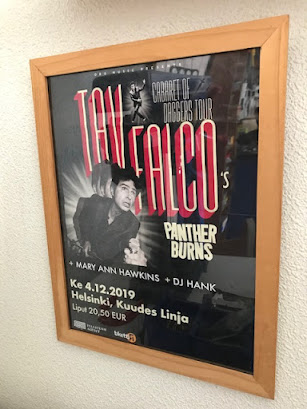 TAV
CABARET OF
DAGGERS TOUR
FALCO's
PANTHER
BURNS
+ MARY ANN HAWKINS + DJ HANK
Ke 4.12.2019
Helsinki, Kuudes Linja
Liput 20,50 EUR